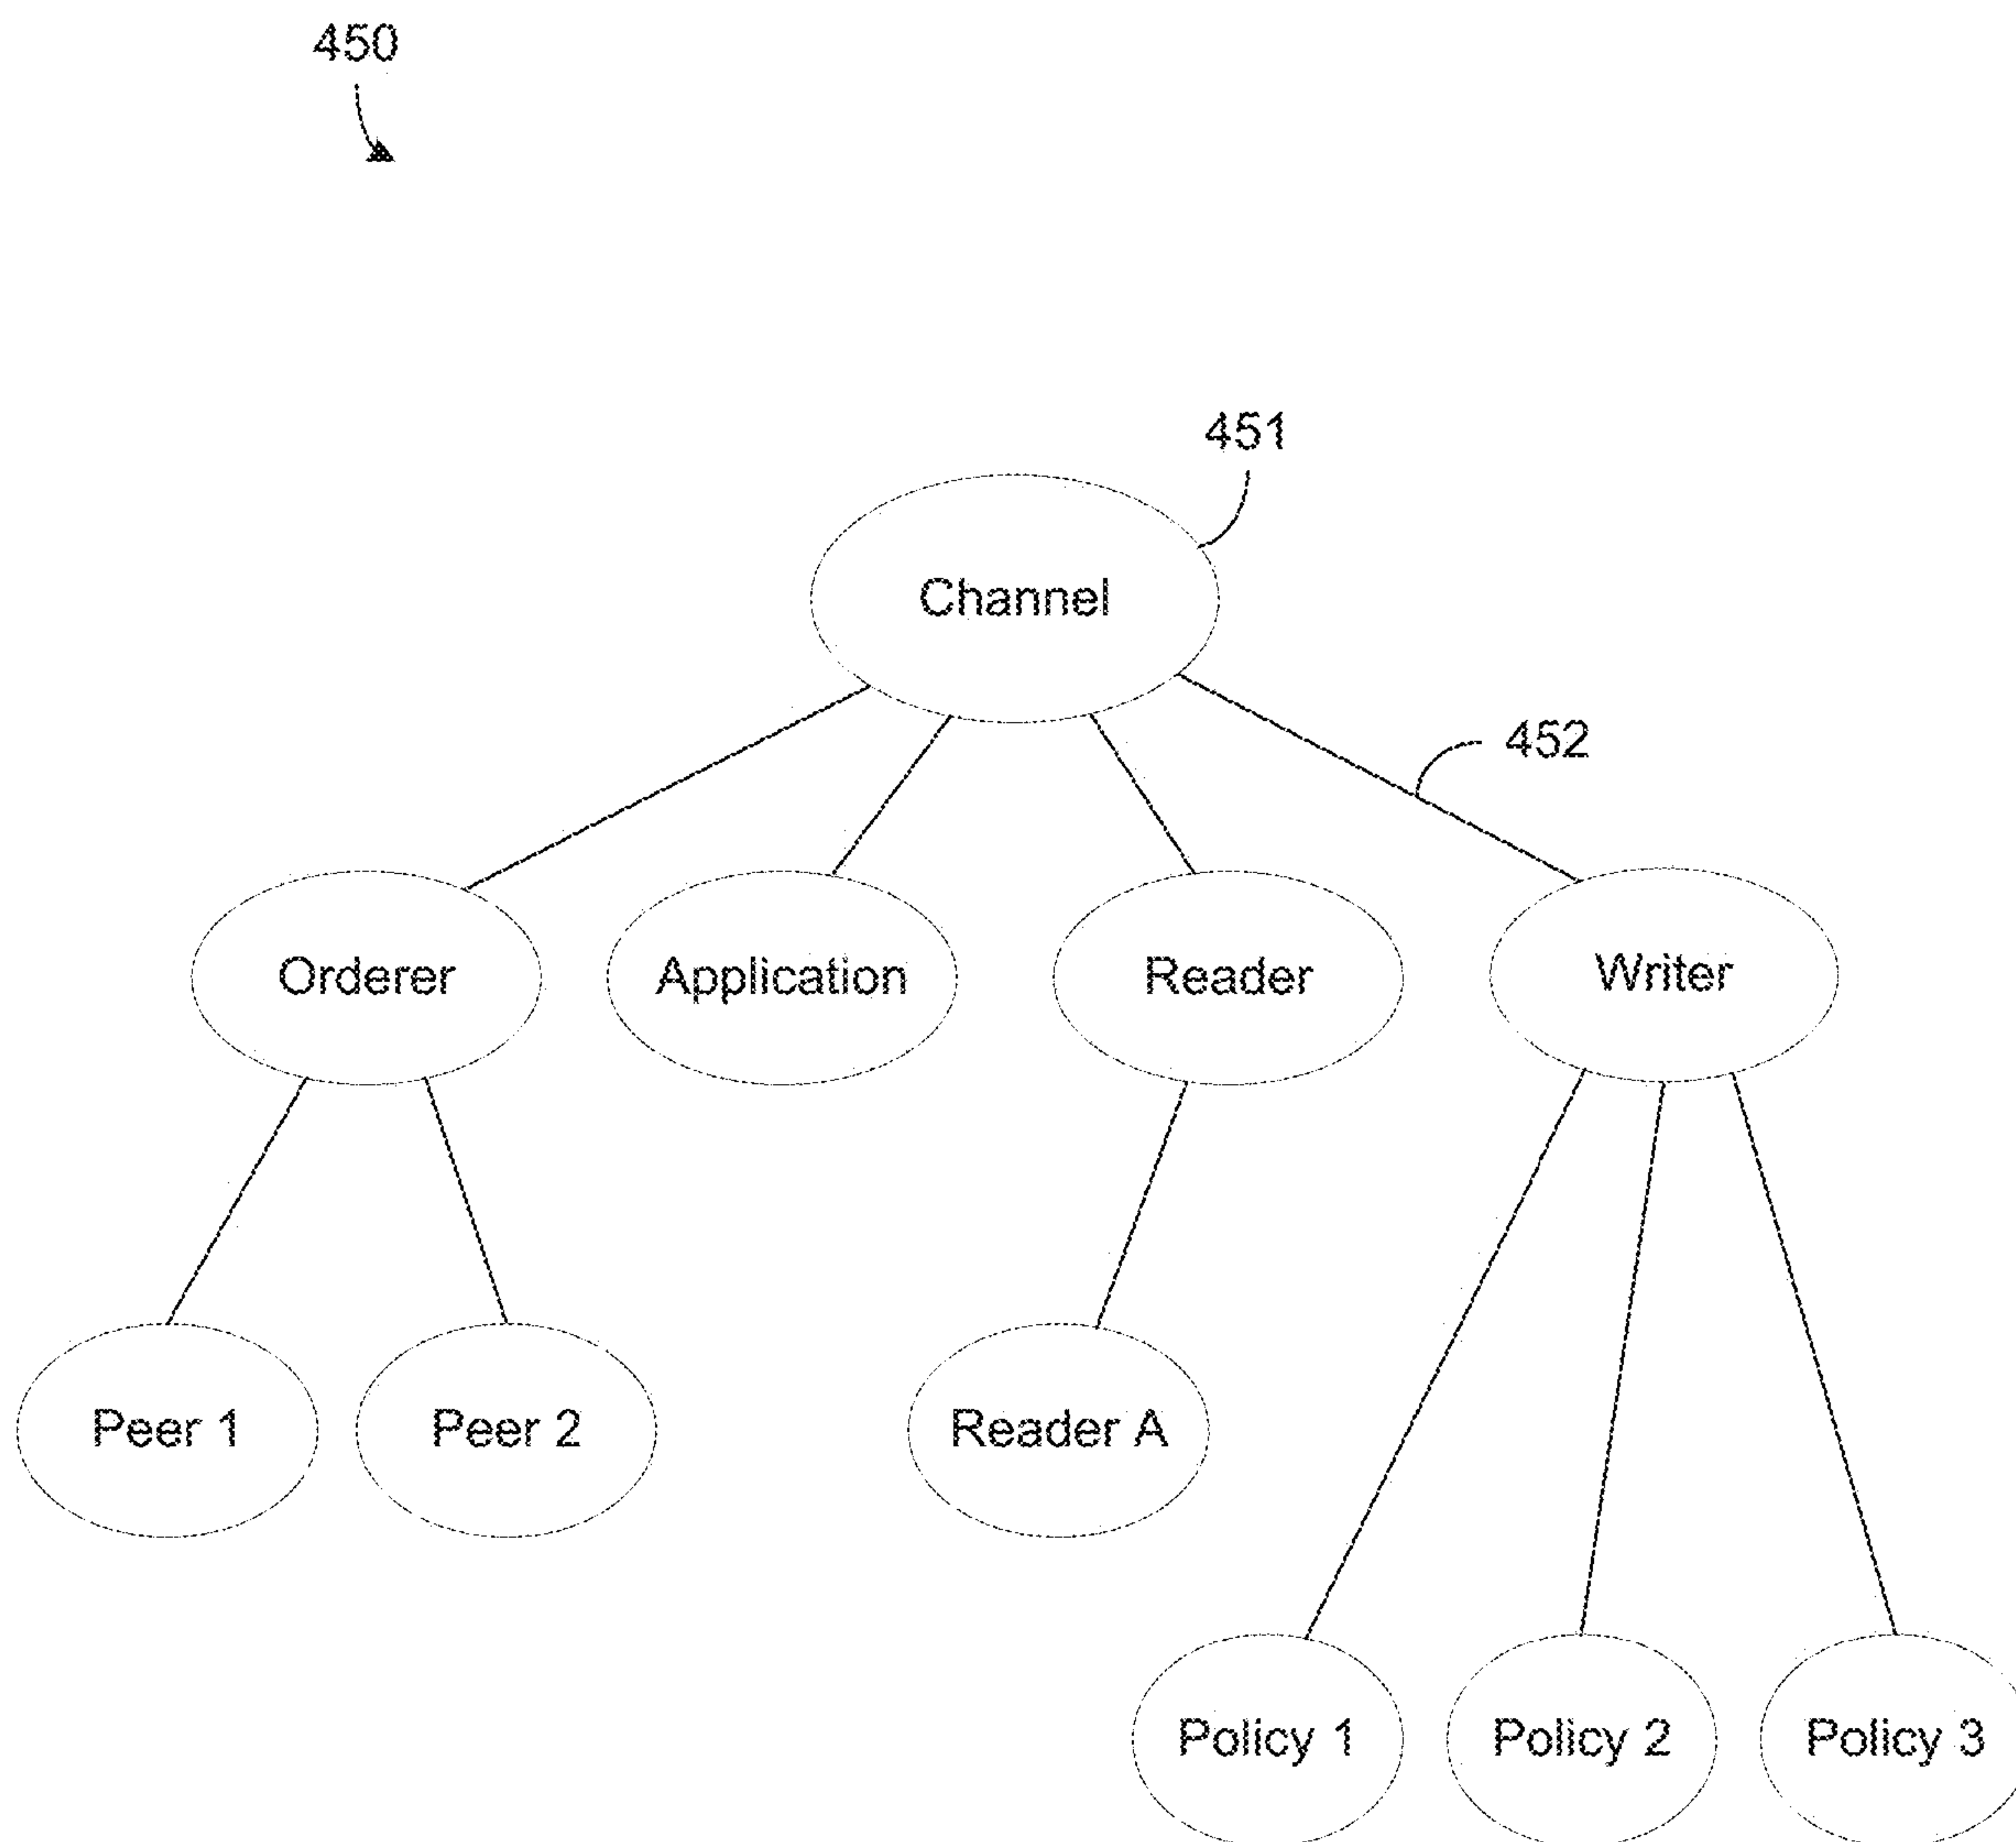 450
451
Channel
452
Orderer
Application
Reader
Writer
Peer 1
Peer 2
Reader A
Policy 1
Policy 2
Policy 3